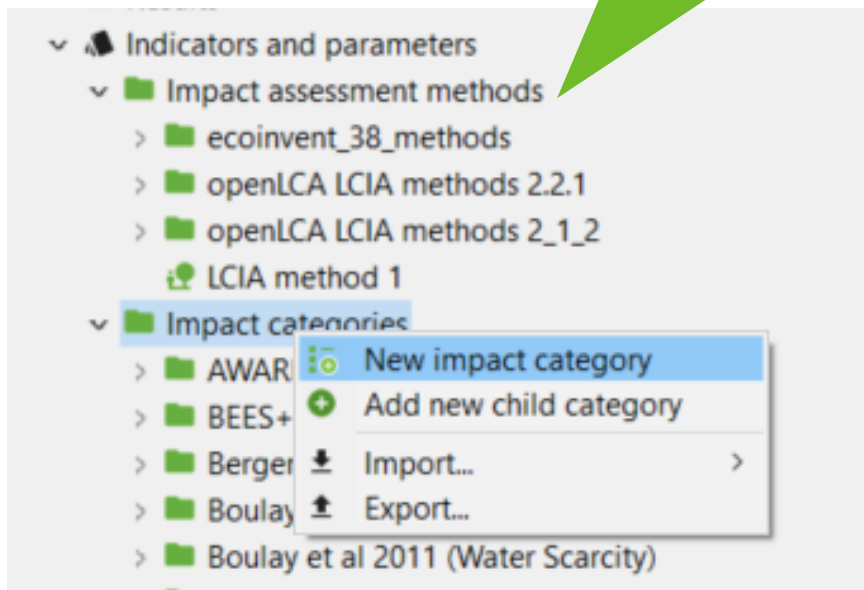 Indicators and parameters
Impact assessment methods
ecoinvent_38_methods
openLCA LCIA methods 2.2.1
openLCA LCIA methods 2_1_2
LCIA method 1
Impact categories
New impact category
AWAR
Add new child category
BEES+
Import...
Berger
Export...
Boulay
Boulay et al 2011 (Water Scarcity)